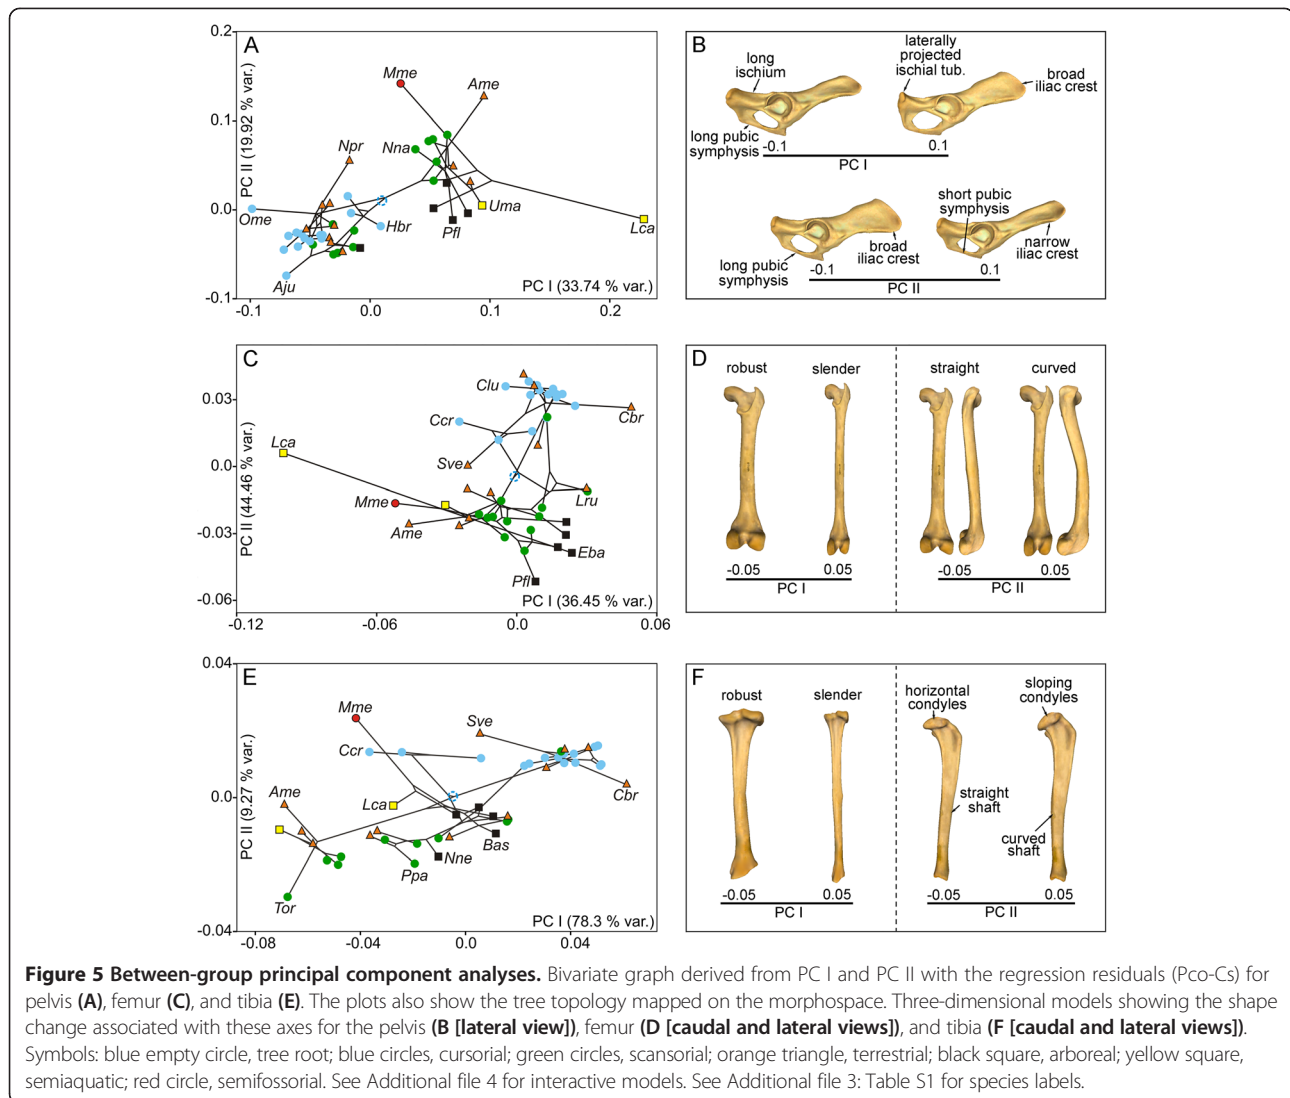 A
0.2
0.1
0.0
-0.1
PC II (19.92 % var.)
Mme
Ame
Npr
Nna
Ome
Hbr
Pfl
Uma
Lca
Aju
PC I (33.74 % var.)
-0.1
0.0
0.1
0.2
B
long
ischium
laterally
projected
ischial tub.
broad
iliac crest
long pubic
symphysis
-0.1
0.1
PC I
short pubic
symphysis
broad
iliac crest
narrow
iliac crest
long pubic
symphysis
-0.1
0.1
PC II
C
0.03
0.0
-0.03
-0.06
PC II (44.46 % var.)
Clu
Ccr
Cbr
Lca
Sve
Mme
Lru
Ame
Eba
Pfl
PC I (36.45 % var.)
-0.12
-0.06
0.0
0.06
D
robust
slender
straight
curved
-0.05
0.05
PC I
-0.05
0.05
PC II
E
0.04
0.0
-0.04
PC II (9.27 % var.)
Mme
Sve
Ccr
Ame
Lca
Cbr
Bas
Nne
Ppa
Tor
PC I (78.3 % var.)
-0.08
-0.04
0.0
0.04
F
robust
slender
horizontal
condyles
sloping
condyles
straight
shaft
curved
shaft
-0.05
0.05
PC I
-0.05
0.05
PC II
Figure 5 Between-group principal component analyses. Bivariate graph derived from PC I and PC II with the regression residuals (Pco-Cs) for
pelvis (A), femur (C), and tibia (E). The plots also show the tree topology mapped on the morphospace. Three-dimensional models showing the shape
change associated with these axes for the pelvis (B [lateral view]), femur (D [caudal and lateral views]), and tibia (F [caudal and lateral views]).
Symbols: blue empty circle, tree root; blue circles, cursorial; green circles, scansorial; orange triangle, terrestrial; black square, arboreal; yellow square,
semiaquatic; red circle, semifossorial. See Additional file 4 for interactive models. See Additional file 3: Table S1 for species labels.